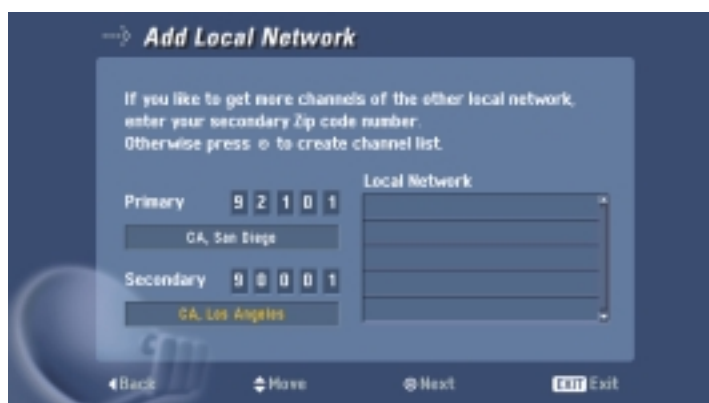 Add Local Network
If you like to get more channels of the other local network,
enter your secondary Zip code number.
Otherwise press to create channel list.
Local Network
Primary 9 2 1 0 1
CA, San Diego
Secondary 9 0 0 0 1
CA, Los Angeles
Back Move Next EXIT Exit